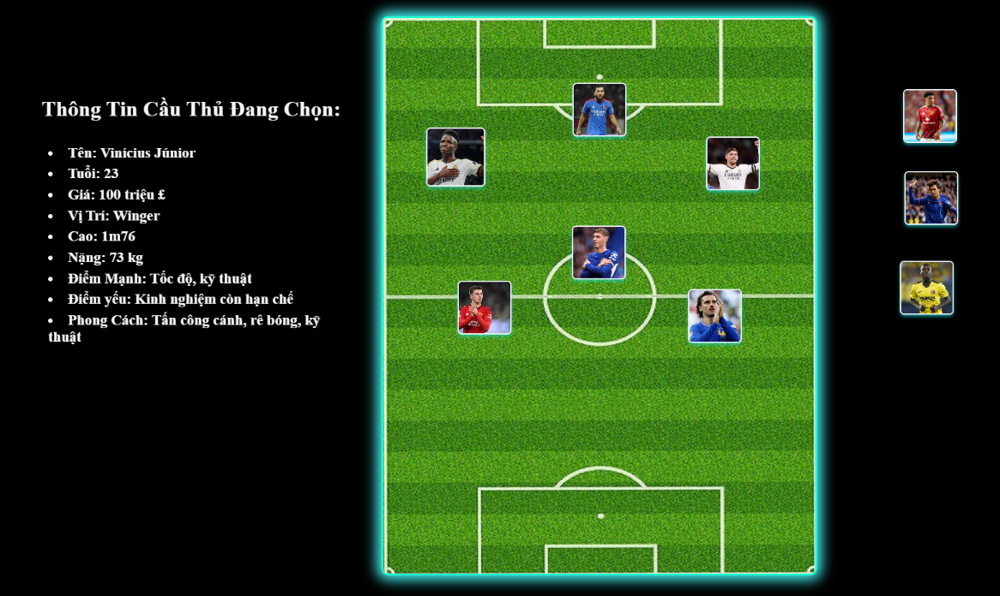 Thông Tin Cầu Thủ Đang Chọn:
Tên: Vinícius Júnior
Tuổi: 23
Giá: 100 triệu £
Vị Trí: Winger
Cao: 1m76
Nặng: 73 kg
Điểm Mạnh: Tốc độ, kỹ thuật
Điểm yếu: Kinh nghiệm còn hạn chế
Phong Cách: Tấn công cánh, rê bóng, kỹ
thuật